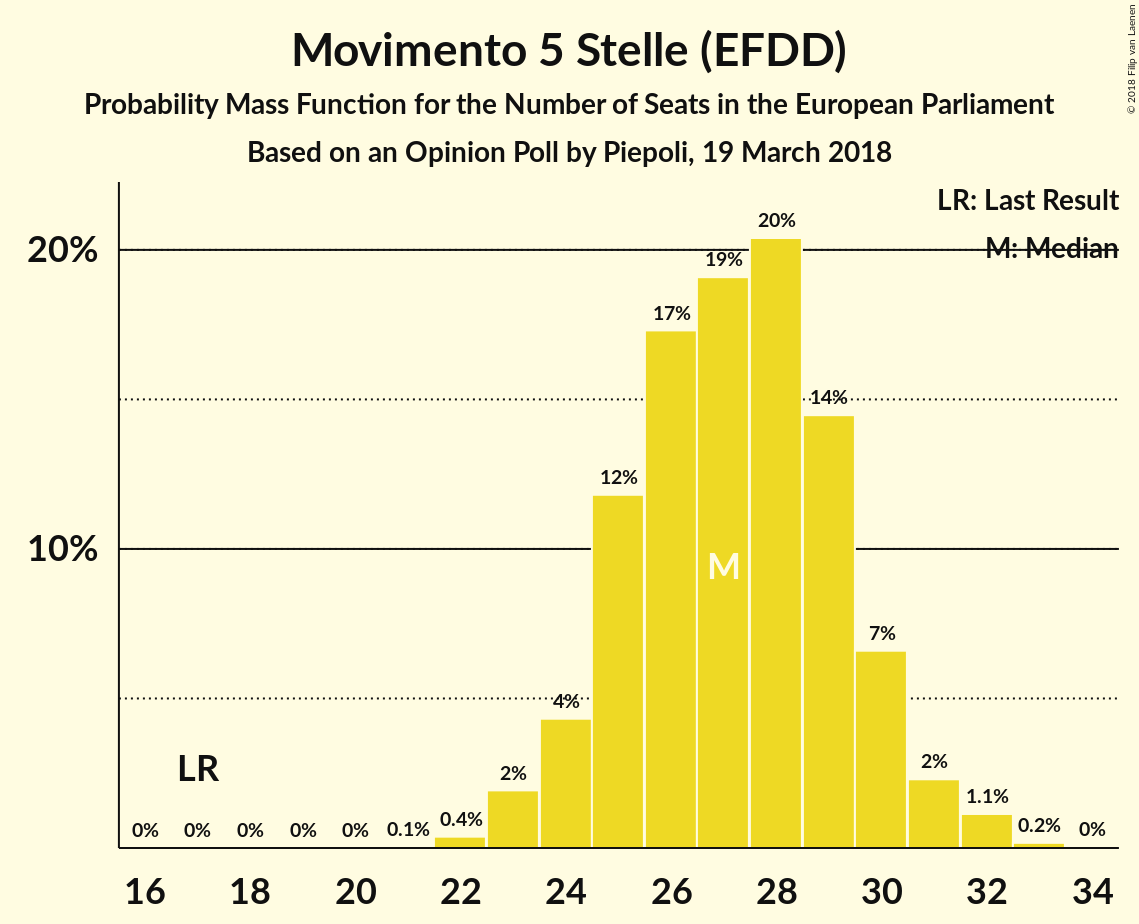 Movimento 5 Stelle (EFDD)
Probability Mass Function for the Number of Seats in the European Parliament
Based on an Opinion Poll by Piepoli, 19 March 2018
© 2018 Filip van Laenen
LR: Last Result
M: Median
20%
10%
0% 0% 0% 0% 0% 0.1% 0.4% 2% 4% 12% 17% 19% 20% 14% 7% 2% 1.1% 0.2% 0%
LR
M
16 18 20 22 24 26 28 30 32 34